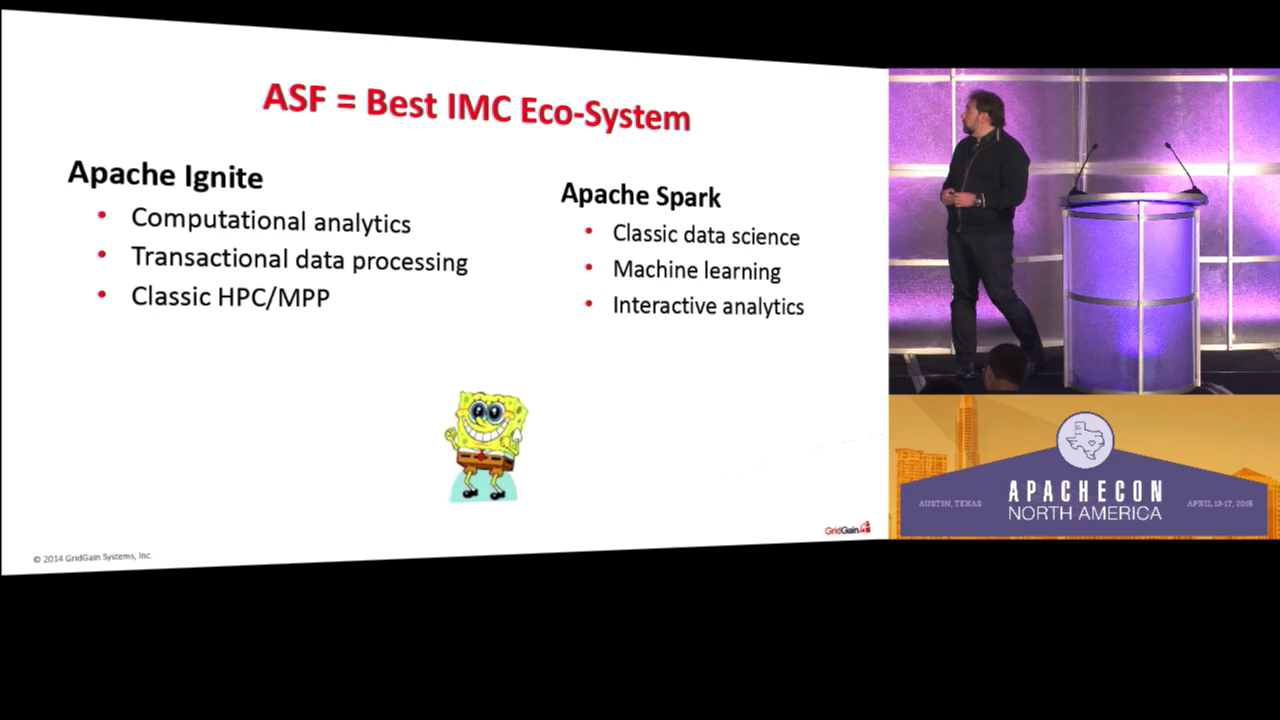 ASF = Best IMC Eco-System
Apache Ignite
• Computational analytics
• Transactional data processing
• Classic HPC/MPP
Apache Spark
• Classic data science
• Machine learning
• Interactive analytics
GridGain
© 2014 GridGain Systems, Inc.
AUSTIN, TEXAS
APACHECON
NORTH AMERICA
APRIL 13-17, 2015